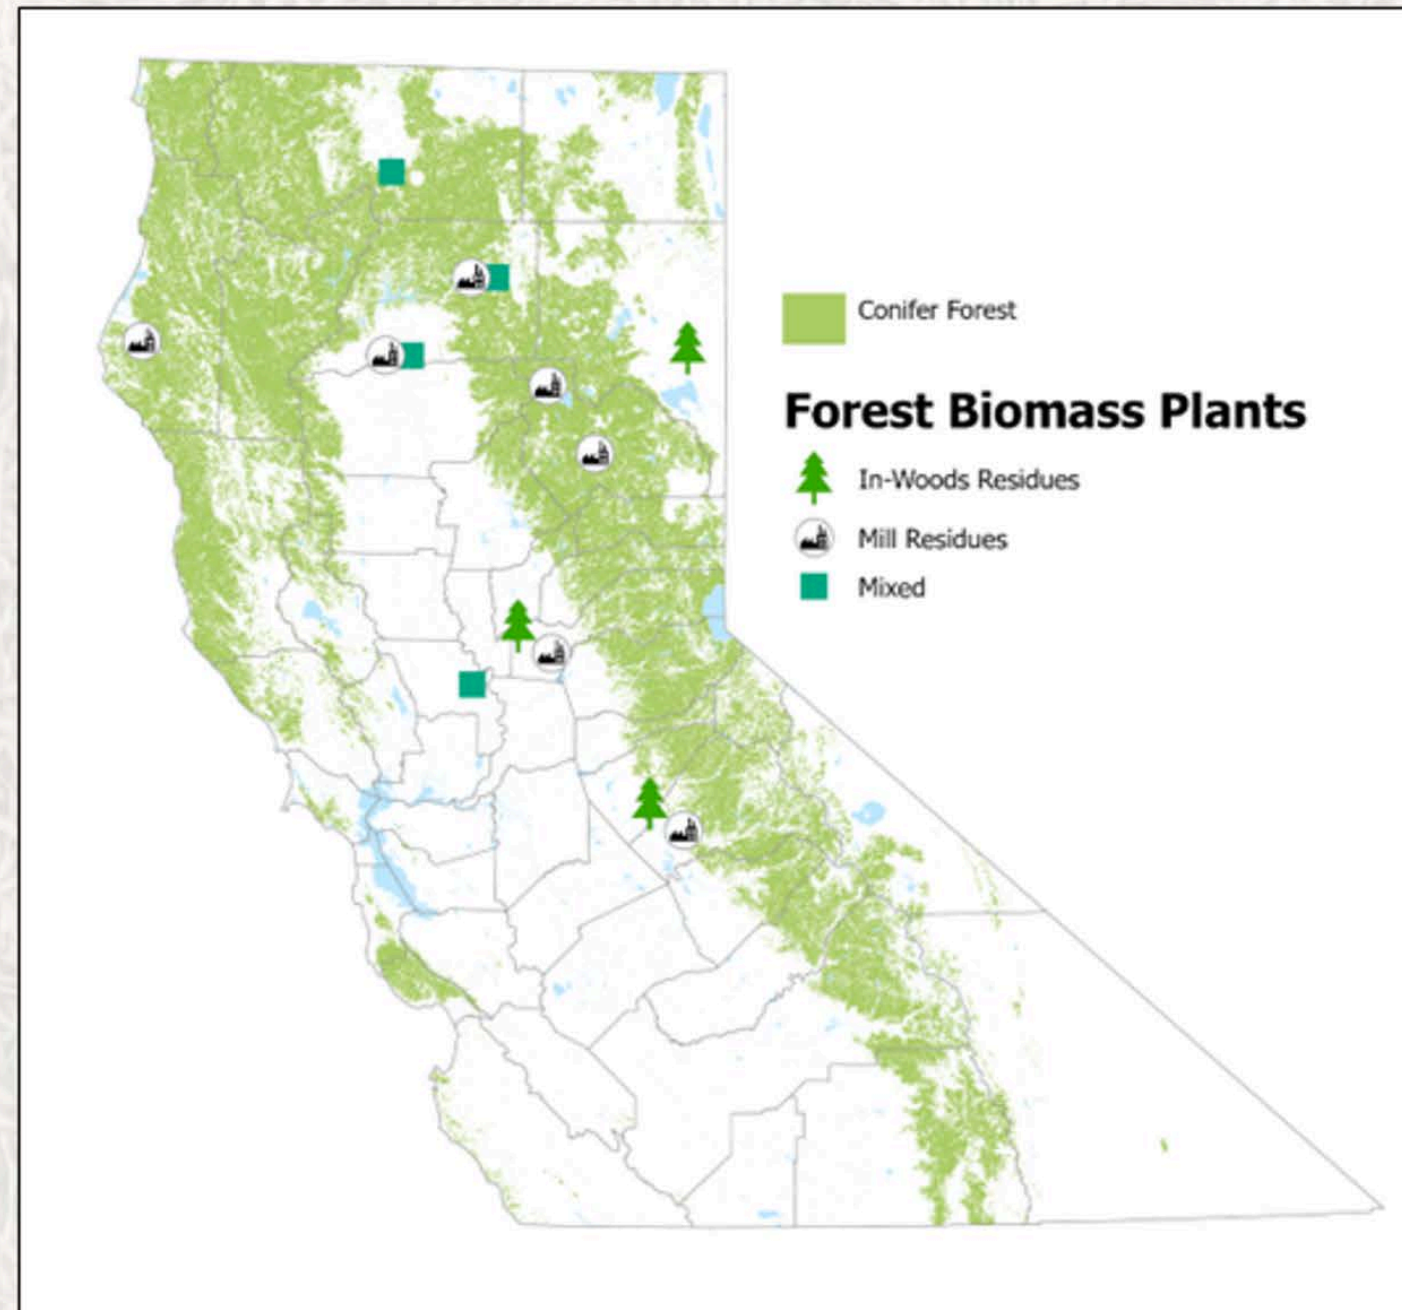 Conifer Forest
Forest Biomass Plants
In-Woods Residues
Mill Residues
Mixed